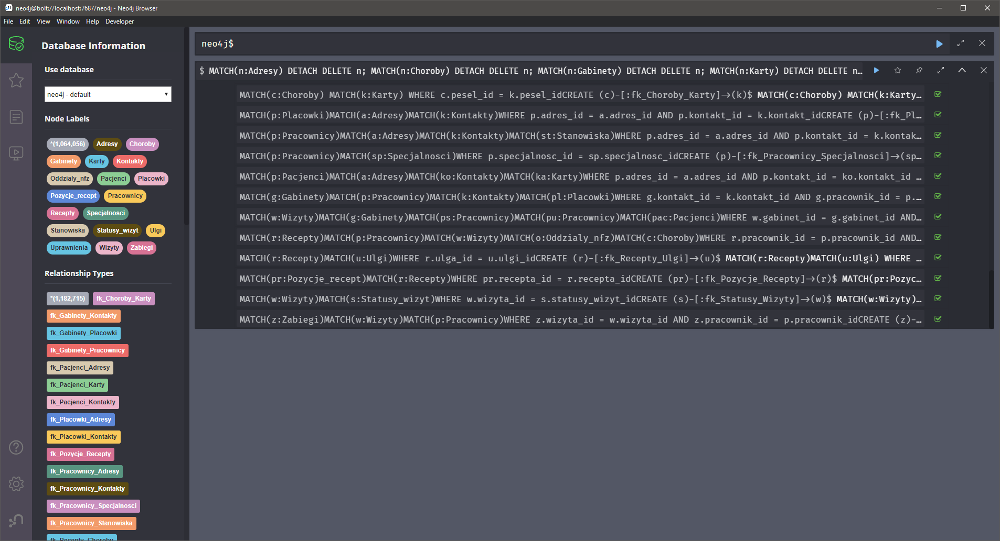 neo4j@bolt://localhost:7687/neo4j - Neo4j Browser
File Edit View Window Help Developer
Database Information
Use database
neo4j - default
Node Labels
*(1,064,056) Adresy Choroby
Gabinety Karty Kontakty
Oddzialy_nfz Pacjenci Placowki
Pozycje_recept Pracownicy
Recepty Specjalnosci
Stanowiska Statusy_wizyt Ulgi
Uprawnienia Wizyty Zabiegi
Relationship Types
*(1,182,715) fk_Choroby_Karty
fk_Gabinety_Kontakty
fk_Gabinety_Placowki
fk_Gabinety_Pracownicy
fk_Pacjenci_Adresy
fk_Pacjenci_Karty
fk_Pacjenci_Kontakty
fk_Placowki_Adresy
fk_Placowki_Kontakty
fk_Pozycje_Recepty
fk_Pracownicy_Adresy
fk_Pracownicy_Kontakty
fk_Pracownicy_Specjalnosci
fk_Pracownicy_Stanowiska
fk_Recepty_Choroby
neo4j$
$ MATCH(n:Adresy) DETACH DELETE n; MATCH(n:Choroby) DETACH DELETE n; MATCH(n:Gabinety) DETACH DELETE n; MATCH(n:Karty) DETACH DELETE n…
MATCH(c:Choroby) MATCH(k:Karty) WHERE c.pesel_id = k.pesel_idCREATE (c)-[:fk_Choroby_Karty]->(k)$ MATCH(c:Choroby) MATCH(k:Karty…
MATCH(p:Placowki)MATCH(a:Adresy)MATCH(k:Kontakty)WHERE p.adres_id = a.adres_id AND p.kontakt_id = k.kontakt_idCREATE (p)-[:fk_Pl…
MATCH(p:Pracownicy)MATCH(a:Adresy)MATCH(k:Kontakty)MATCH(st:Stanowiska)WHERE p.adres_id = a.adres_id AND p.kontakt_id = k.kontak…
MATCH(p:Pracownicy)MATCH(sp:Specjalnosci)WHERE p.specjalnosc_id = sp.specjalnosc_idCREATE (p)-[:fk_Pracownicy_Specjalnosci]->(sp…
MATCH(p:Pacjenci)MATCH(a:Adresy)MATCH(ko:Kontakty)MATCH(ka:Karty)WHERE p.adres_id = a.adres_id AND p.kontakt_id = ko.kontakt_id …
MATCH(g:Gabinety)MATCH(p:Pracownicy)MATCH(k:Kontakty)MATCH(pl:Placowki)WHERE g.kontakt_id = k.kontakt_id AND g.pracownik_id = p.…
MATCH(w:Wizyty)MATCH(g:Gabinety)MATCH(ps:Pracownicy)MATCH(pu:Pracownicy)MATCH(pac:Pacjenci)WHERE w.gabinet_id = g.gabinet_id AND…
MATCH(r:Recepty)MATCH(p:Pracownicy)MATCH(w:Wizyty)MATCH(o:Oddzialy_nfz)MATCH(c:Choroby)WHERE r.pracownik_id = p.pracownik_id AND…
MATCH(r:Recepty)MATCH(u:Ulgi)WHERE r.ulga_id = u.ulgi_idCREATE (r)-[:fk_Recepty_Ulgi]->(u)$ MATCH(r:Recepty)MATCH(u:Ulgi) WHERE …
MATCH(pr:Pozycje_recept)MATCH(r:Recepty)WHERE pr.recepta_id = r.recepta_idCREATE (pr)-[:fk_Pozycje_Recepty]->(r)$ MATCH(pr:Pozyc…
MATCH(w:Wizyty)MATCH(s:Statusy_wizyt)WHERE w.wizyta_id = s.statusy_wizyt_idCREATE (s)-[:fk_Statusy_Wizyty]->(w)$ MATCH(w:Wizyty)…
MATCH(z:Zabiegi)MATCH(w:Wizyty)MATCH(p:Pracownicy)WHERE z.wizyta_id = w.wizyta_id AND z.pracownik_id = p.pracownik_idCREATE (z)-…